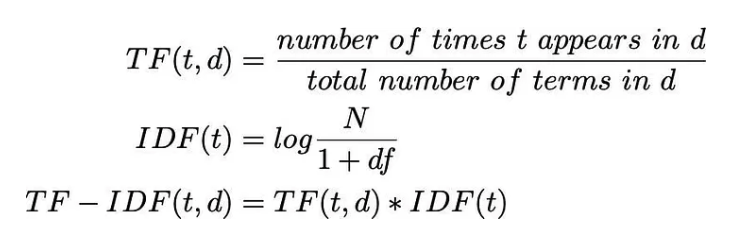 TF(t, d) = number of times t appears in d / total number of terms in d
IDF(t) = log N / 1 + df
TF − IDF(t, d) = TF(t, d) * IDF(t)